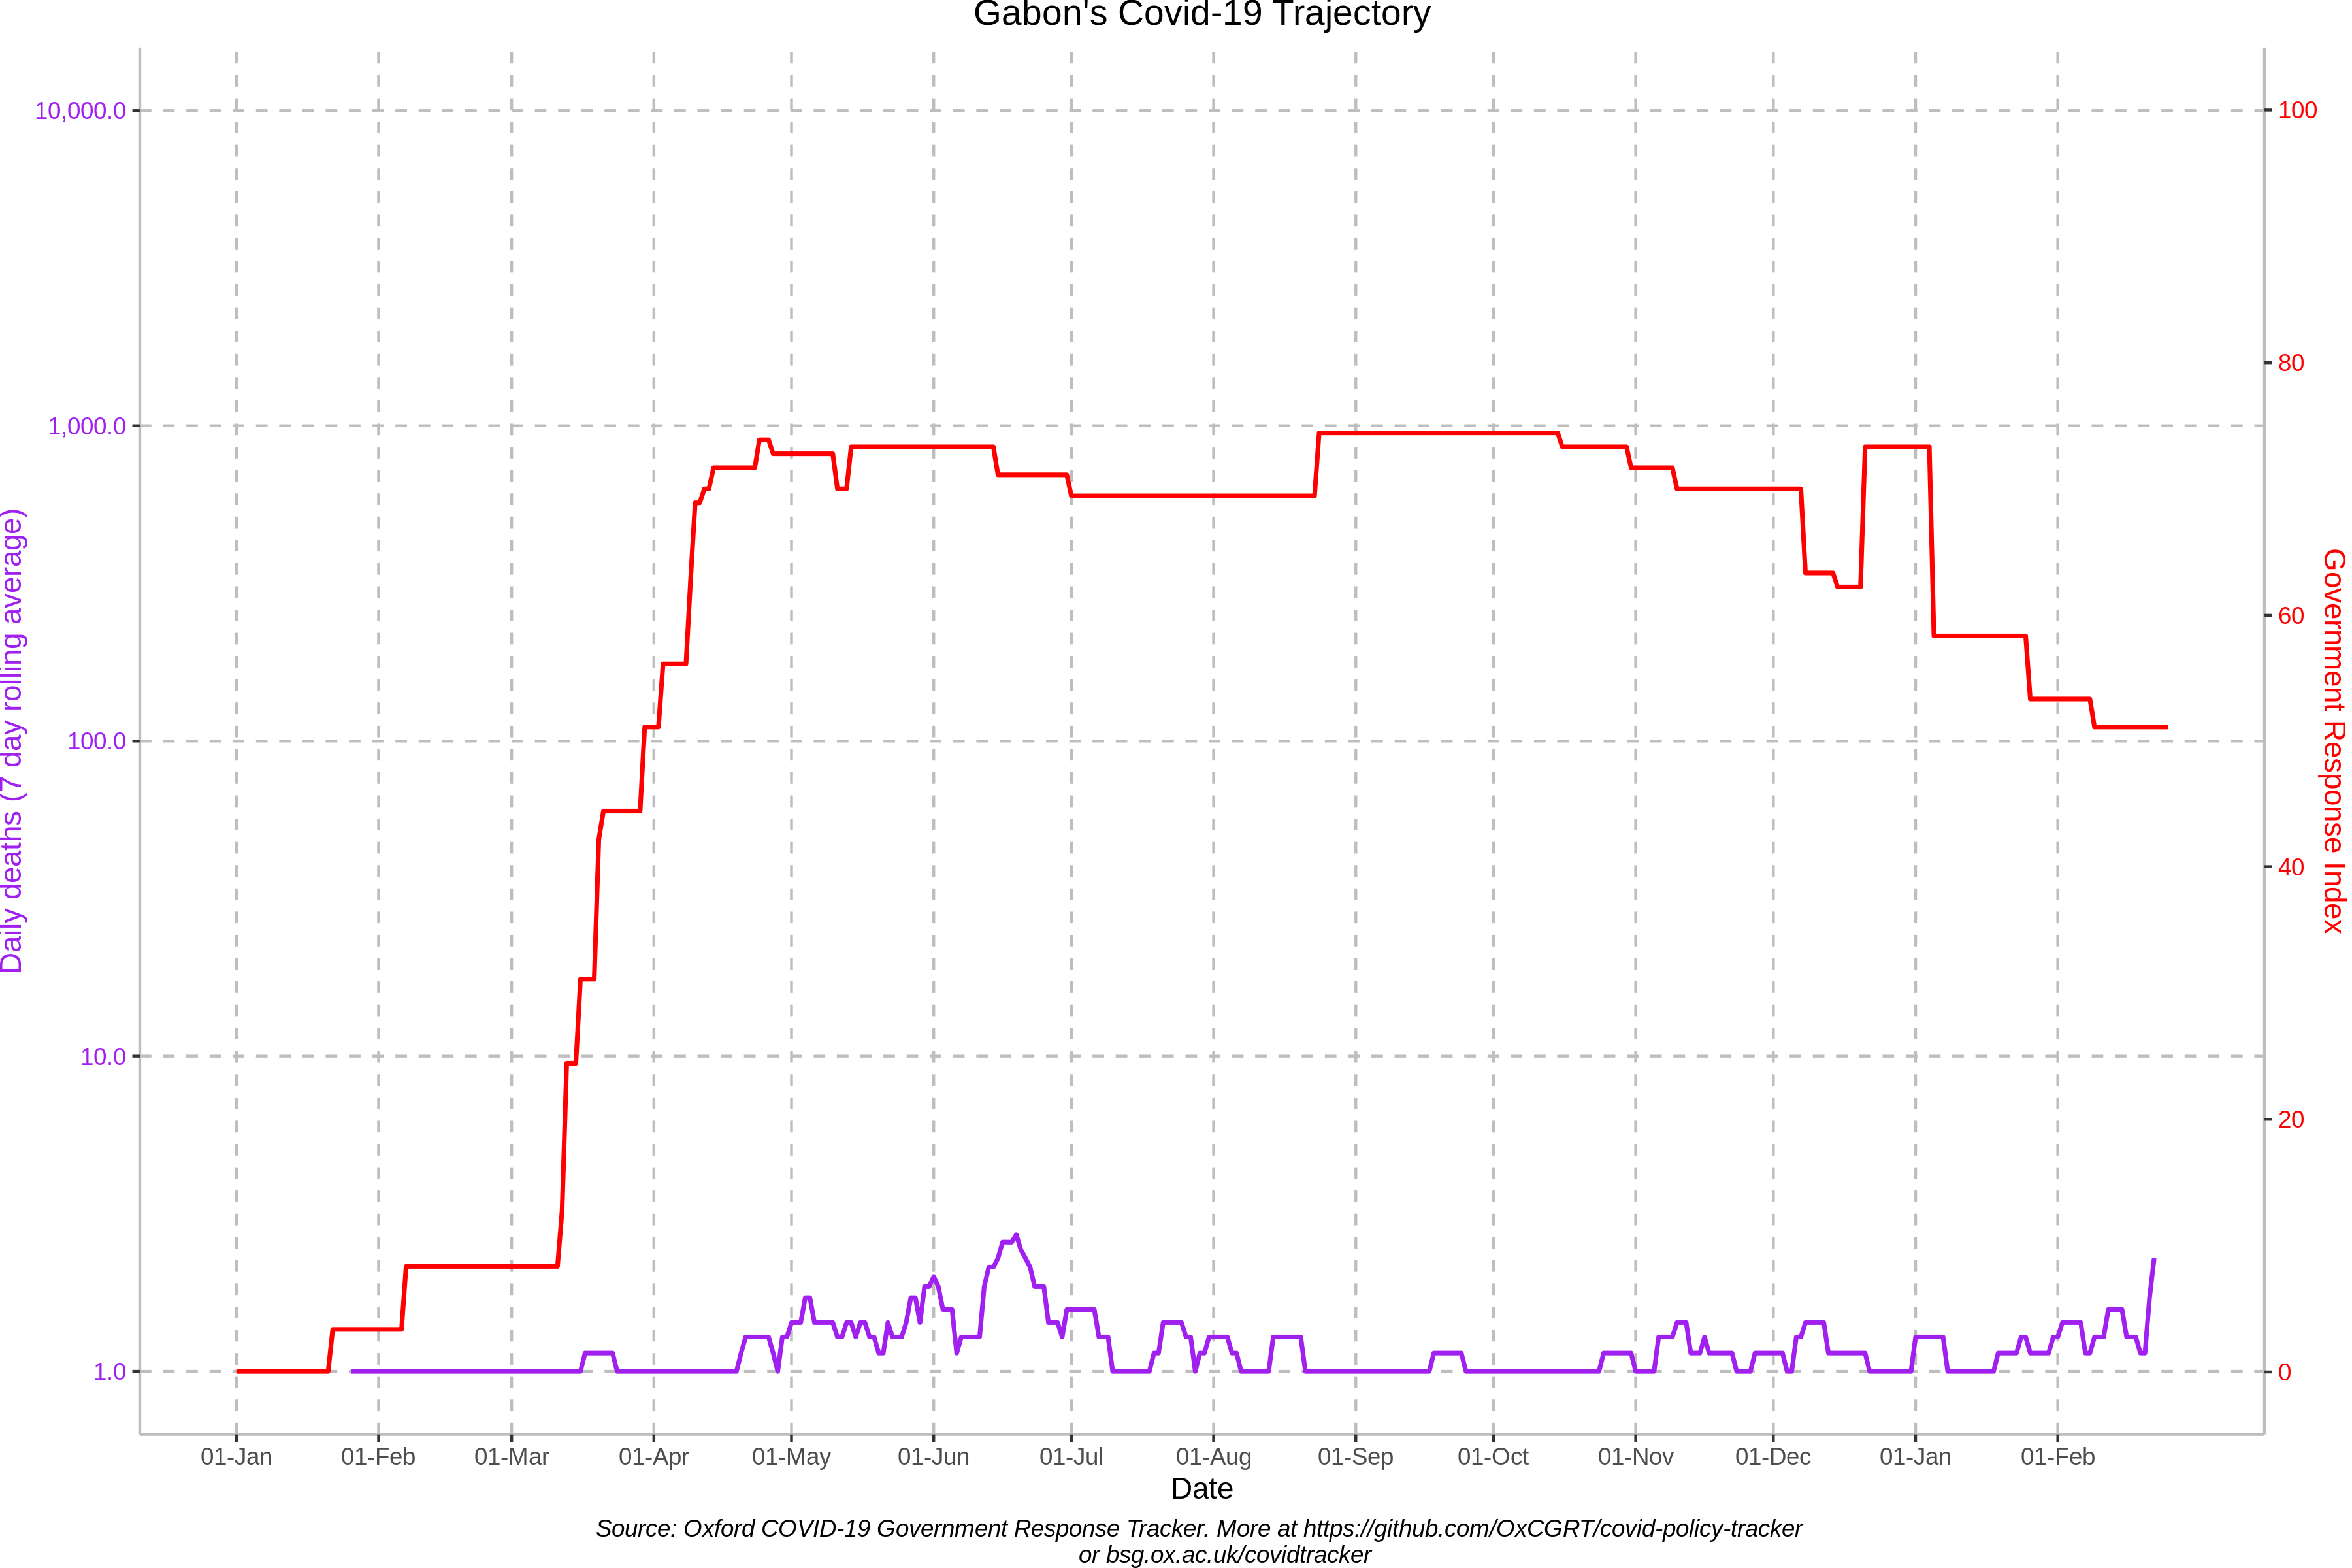 Gabon's Covid-19 Trajectory
10,000.0
1,000.0
100.0
10.0
1.0
Daily deaths (7 day rolling average)
100
80
60
40
20
0
Government Response Index
01-Jan 01-Feb 01-Mar 01-Apr 01-May 01-Jun 01-Jul 01-Aug 01-Sep 01-Oct 01-Nov 01-Dec 01-Jan 01-Feb
Date
Source: Oxford COVID-19 Government Response Tracker. More at https://github.com/OxCGRT/covid-policy-tracker
or bsg.ox.ac.uk/covidtracker